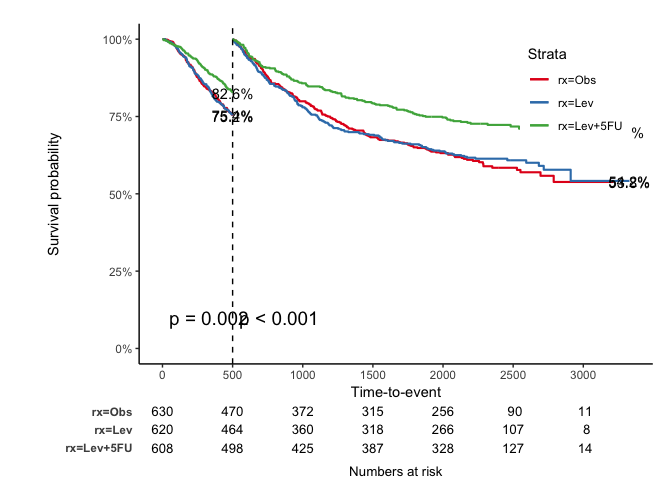 100%
75%
50%
25%
0%
Survival probability
Strata
rx=Obs
rx=Lev
rx=Lev+5FU
%
82.6%
p = 0.002
p < 0.001
0 500 1000 1500 2000 2500 3000
Time-to-event
rx=Obs 630 470 372 315 256 90 11
rx=Lev 620 464 360 318 266 107 8
rx=Lev+5FU 608 498 425 387 328 127 14
Numbers at risk